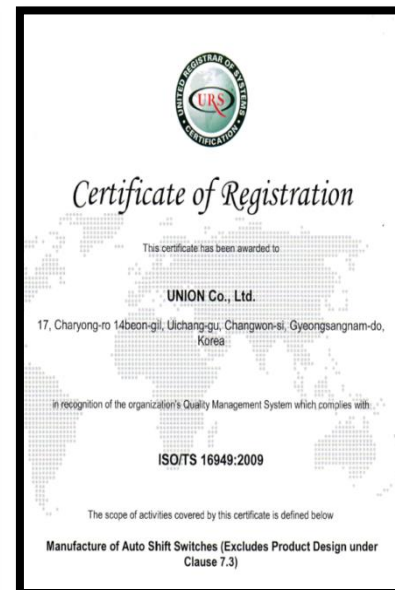 UNITED REGISTRAR OF SYSTEMS
URS
CERTIFICATION
Certificate of Registration
This certificate has been awarded to
UNION Co., Ltd.
17, Charyong-ro 14beon-gil, Uichang-gu, Changwon-si, Gyeongsangnam-do,
Korea
in recognition of the organization's Quality Management System which complies with
ISO/TS 16949:2009
The scope of activities covered by this certificate is defined below
Manufacture of Auto Shift Switches (Excludes Product Design under
Clause 7.3)